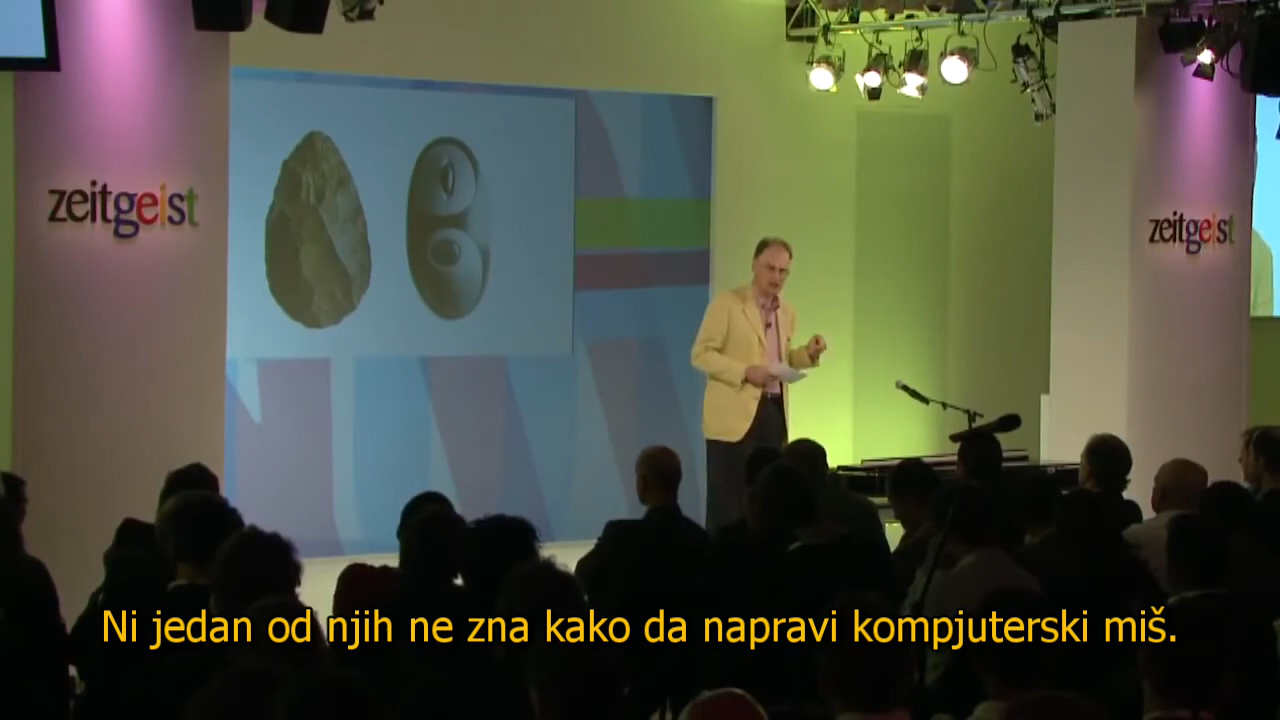 zeitgeist
zeitgeist
Ni jedan od njih ne zna kako da napravi kompjuterski miš.